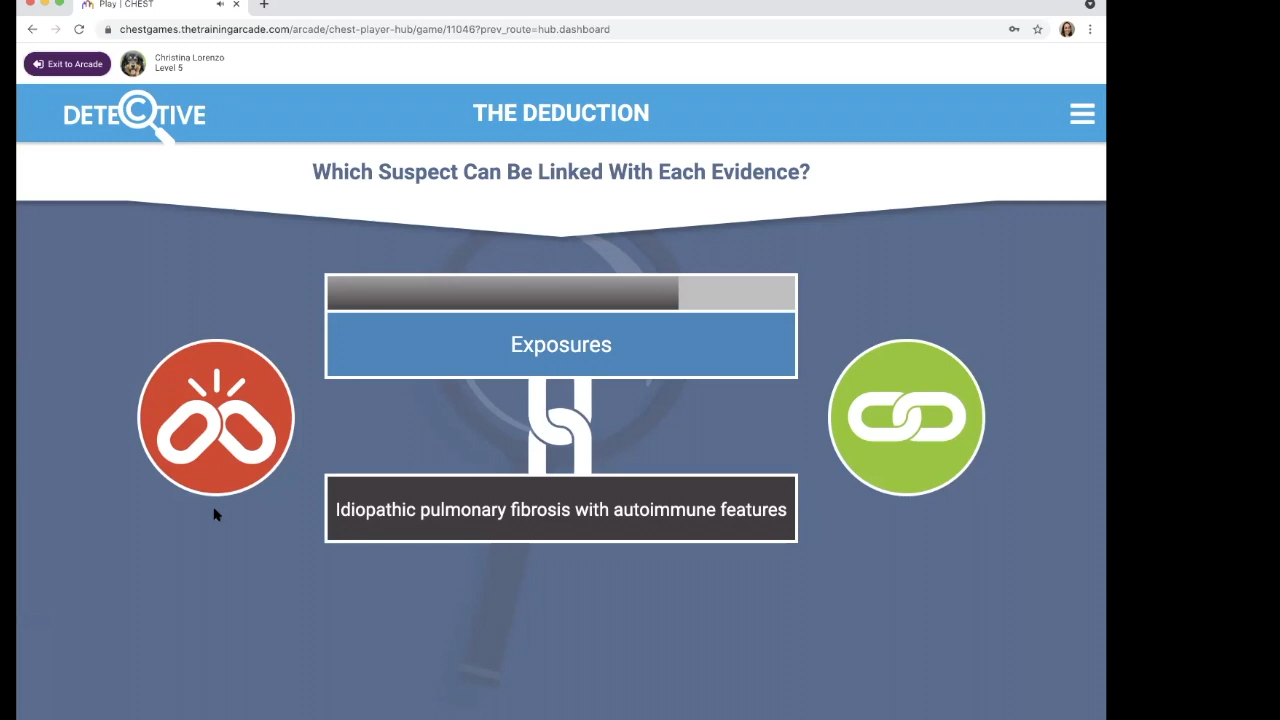 Play | CHEST
chestgames.thetrainingarcade.com/arcade/chest-player-hub/game/11046?prev_route=hub.dashboard
Exit to Arcade
Christina Lorenzo
Level 5
DETECTIVE
THE DEDUCTION
Which Suspect Can Be Linked With Each Evidence?
Exposures
Idiopathic pulmonary fibrosis with autoimmune features